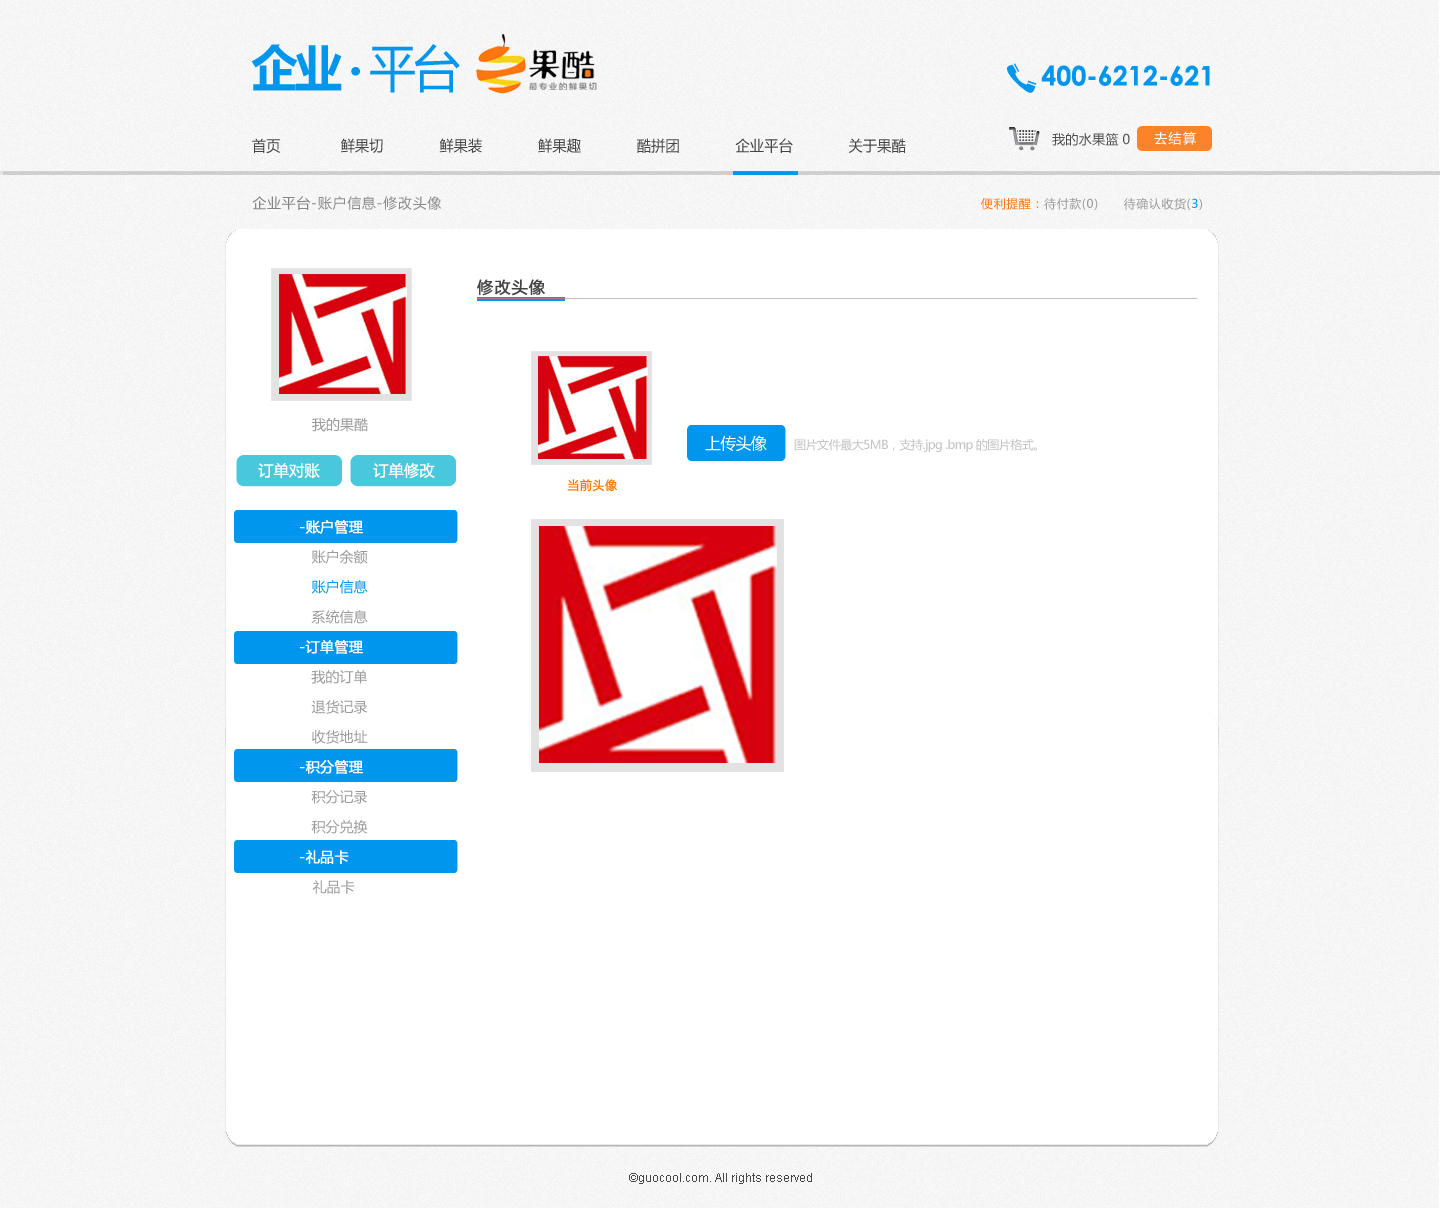 企业·平台 果酷
最专业的鲜果切
400-6212-621
首页 鲜果切 鲜果装 鲜果趣 酷拼团 企业平台 关于果酷
我的水果篮 0 去结算
企业平台-账户信息-修改头像
便利提醒：待付款(0) 待确认收货(3)
修改头像
我的果酷
上传头像 图片文件最大5MB，支持.jpg .bmp 的图片格式。
订单对账 订单修改
当前头像
-账户管理
账户余额
账户信息
系统信息
-订单管理
我的订单
退货记录
收货地址
-积分管理
积分记录
积分兑换
-礼品卡
礼品卡
©guocool.com. All rights reserved